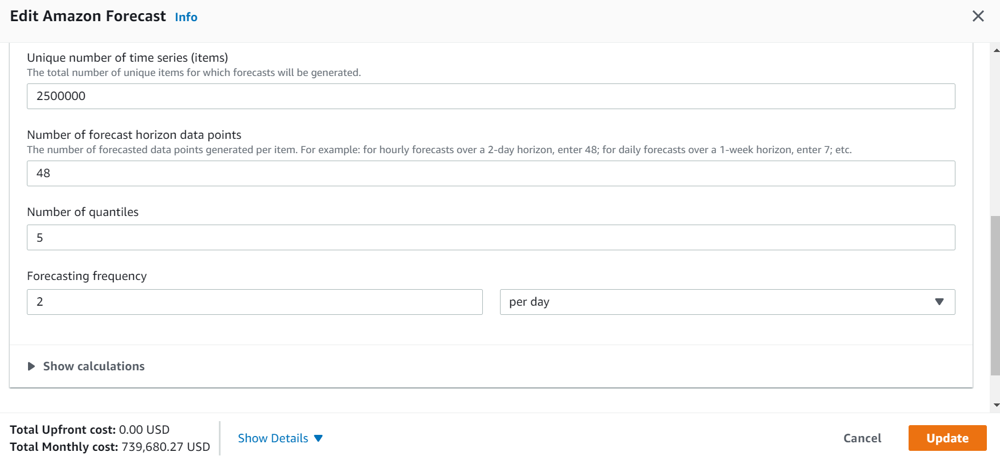 Edit Amazon Forecast Info
Unique number of time series (items)
The total number of unique items for which forecasts will be generated.
2500000
Number of forecast horizon data points
The number of forecasted data points generated per item. For example: for hourly forecasts over a 2-day horizon, enter 48; for daily forecasts over a 1-week horizon, enter 7; etc.
48
Number of quantiles
5
Forecasting frequency
2 per day
Show calculations
Total Upfront cost: 0.00 USD
Total Monthly cost: 739,680.27 USD
Show Details
Cancel Update